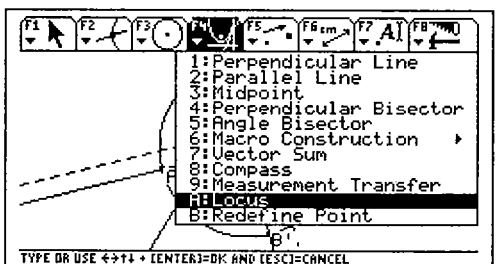 F1 F2 F3 F4 F5 F6 cm F7 A F8
1:Perpendicular Line
2:Parallel Line
3:Midpoint
4:Perpendicular Bisector
5:Angle Bisector
6:Macro Construction ▶
7:Vector Sum
8:Compass
9:Measurement Transfer
A:Locus
B:Redefine Point
B'
TYPE OR USE ←→↑↓ + [ENTER]=OK AND [ESC]=CANCEL